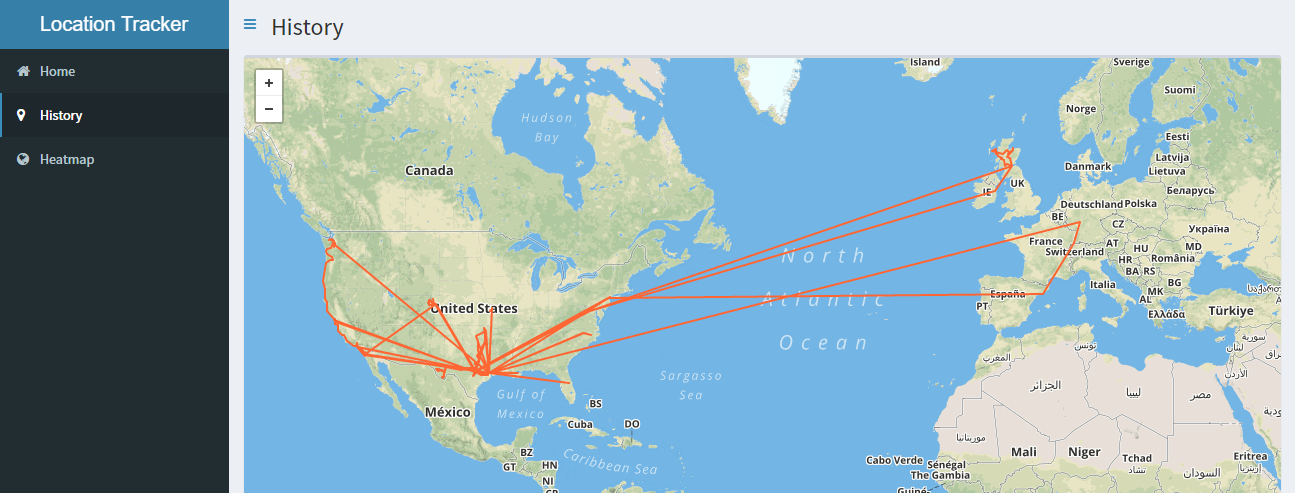 Location Tracker
History
Home
History
Heatmap
+
−
Island
Sverige
Suomi
Norge
Hudson
Bay
Eesti
Latvija
Lietuva
Danmark
Canada
UK
IE
Беларусь
Deutschland
Polska
BE
CZ
Україна
France
AT
HU
MD
Switzerland
HR
România
BA
RS
North
Atlantic
Ocean
Italia
BG
MK
AL
España
PT
Ελλάδα
Türkiye
United States
تونس
سورية
المغرب
الأردن
Sargasso
Sea
الجزائر
ليبيا
مصر
Gulf of
Mexico
BS
México
Cuba
DO
موريتانيا
BZ
GT
HN
NI
Caribbean Sea
Cabo Verde
Sénégal
The Gambia
Mali
Niger
Tchad
تشاد
السودان
Eritrea